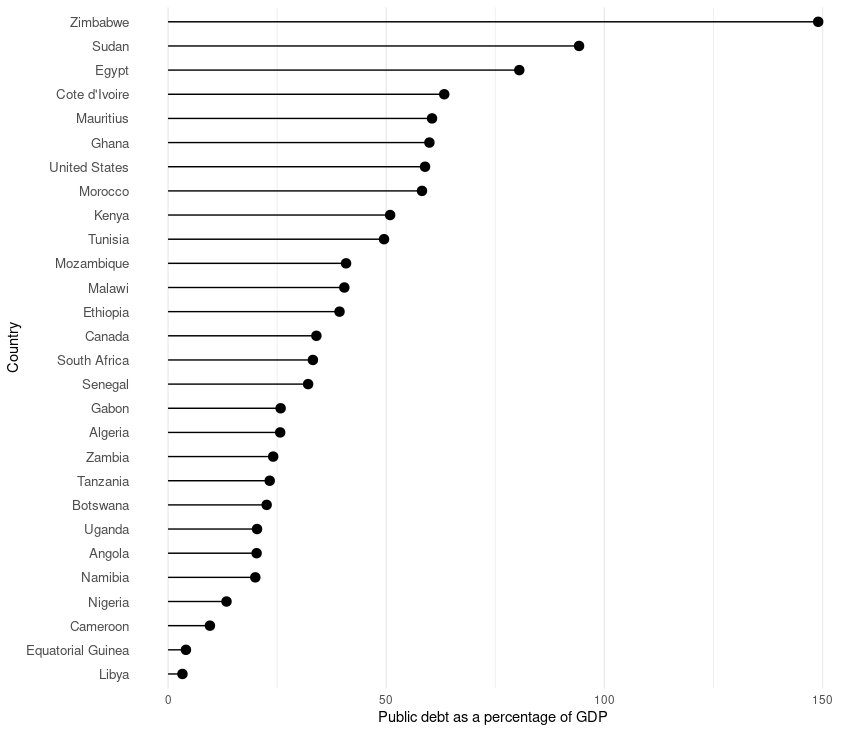 Zimbabwe
Sudan
Egypt
Cote d'Ivoire
Mauritius
Ghana
United States
Morocco
Kenya
Tunisia
Mozambique
Malawi
Ethiopia
Canada
South Africa
Senegal
Gabon
Algeria
Zambia
Tanzania
Botswana
Uganda
Angola
Namibia
Nigeria
Cameroon
Equatorial Guinea
Libya
Country
0 50 100 150
Public debt as a percentage of GDP